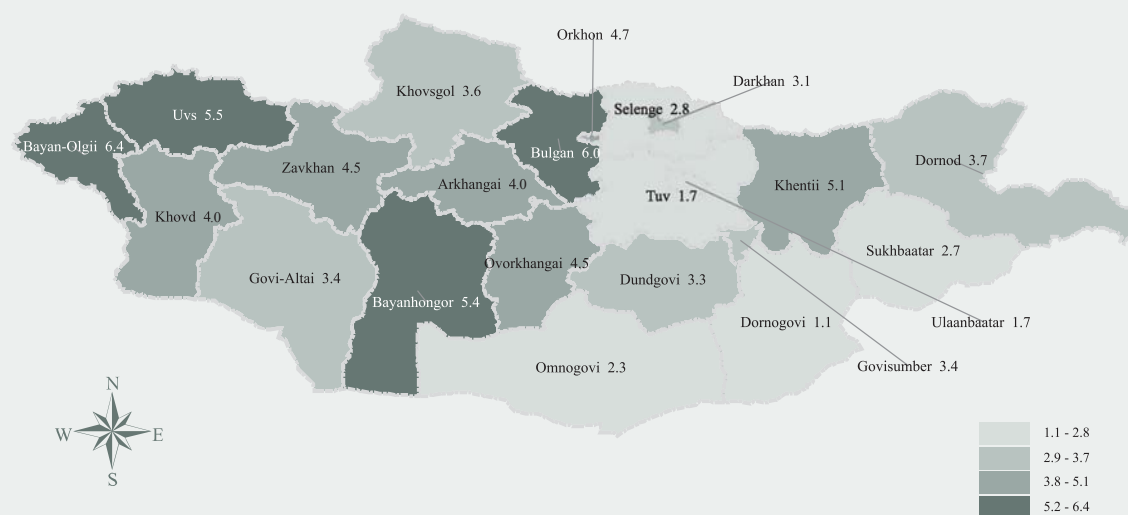 Orkhon 4.7
Darkhan 3.1
Khovsgol 3.6
Selenge 2.8
Uvs 5.5
Bayan-Olgii 6.4
Bulgan 6.0
Dornod 3.7
Zavkhan 4.5
Arkhangai 4.0
Khentii 5.1
Tuv 1.7
Khovd 4.0
Sukhbaatar 2.7
Ovorkhangai 4.5
Govi-Altai 3.4
Dundgovi 3.3
Bayanhongor 5.4
Dornogovi 1.1
Ulaanbaatar 1.7
Omnogovi 2.3
Govisumber 3.4
N
W
E
S
1.1 - 2.8
2.9 - 3.7
3.8 - 5.1
5.2 - 6.4